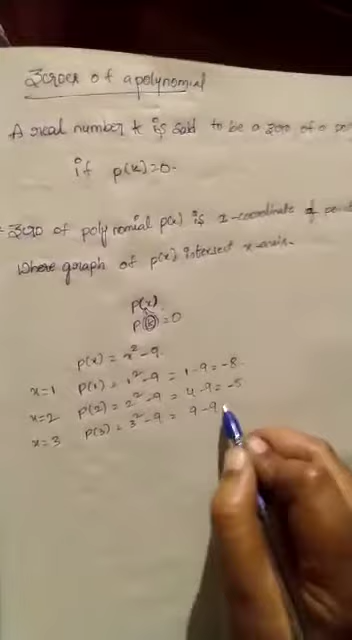 Zeroes of a polynomial
A real number k is said to be a zero of a
if p(k)=0.
Zero of polynomial p(x) is x-coordinate of
Where graph of p(x) intersect x-axis.
p(x)
p(k)=0
p(x) = x²-9
x=1 p(1) = 1²-9 = 1-9=-8
x=2 p(2) = 2²-9 = 4-9=-5
x=3 p(3) = 3²-9 = 9-9